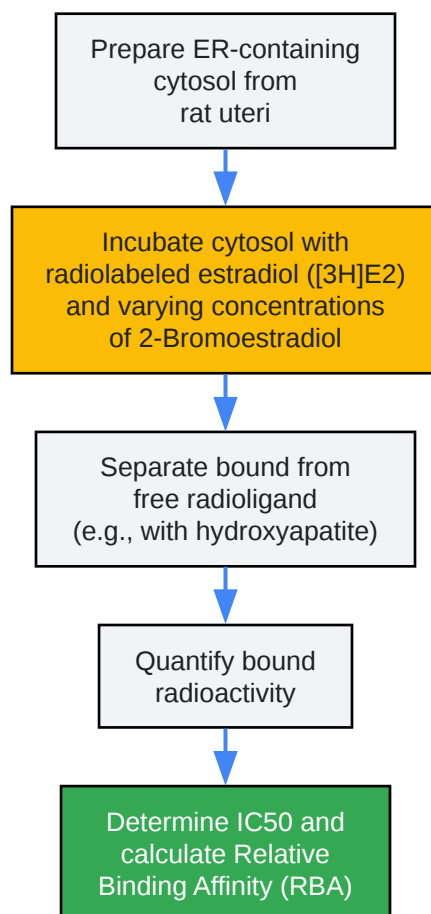 Prepare ER-containing
cytosol from
rat uteri
Incubate cytosol with
radiolabeled estradiol ([3H]E2)
and varying concentrations
of 2-Bromoestradiol
Separate bound from
free radioligand
(e.g., with hydroxyapatite)
Quantify bound
radioactivity
Determine IC50 and
calculate Relative
Binding Affinity (RBA)